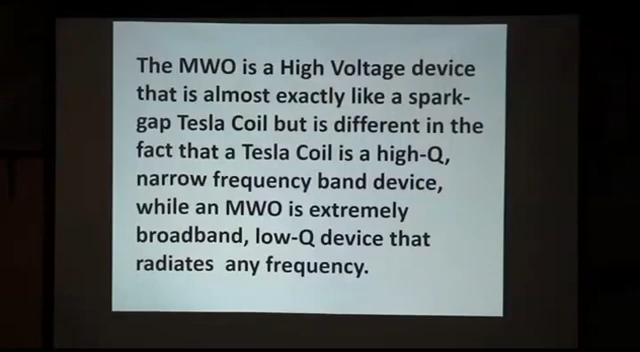 The MWO is a High Voltage device
that is almost exactly like a spark-
gap Tesla Coil but is different in the
fact that a Tesla Coil is a high-Q,
narrow frequency band device,
while an MWO is extremely
broadband, low-Q device that
radiates any frequency.